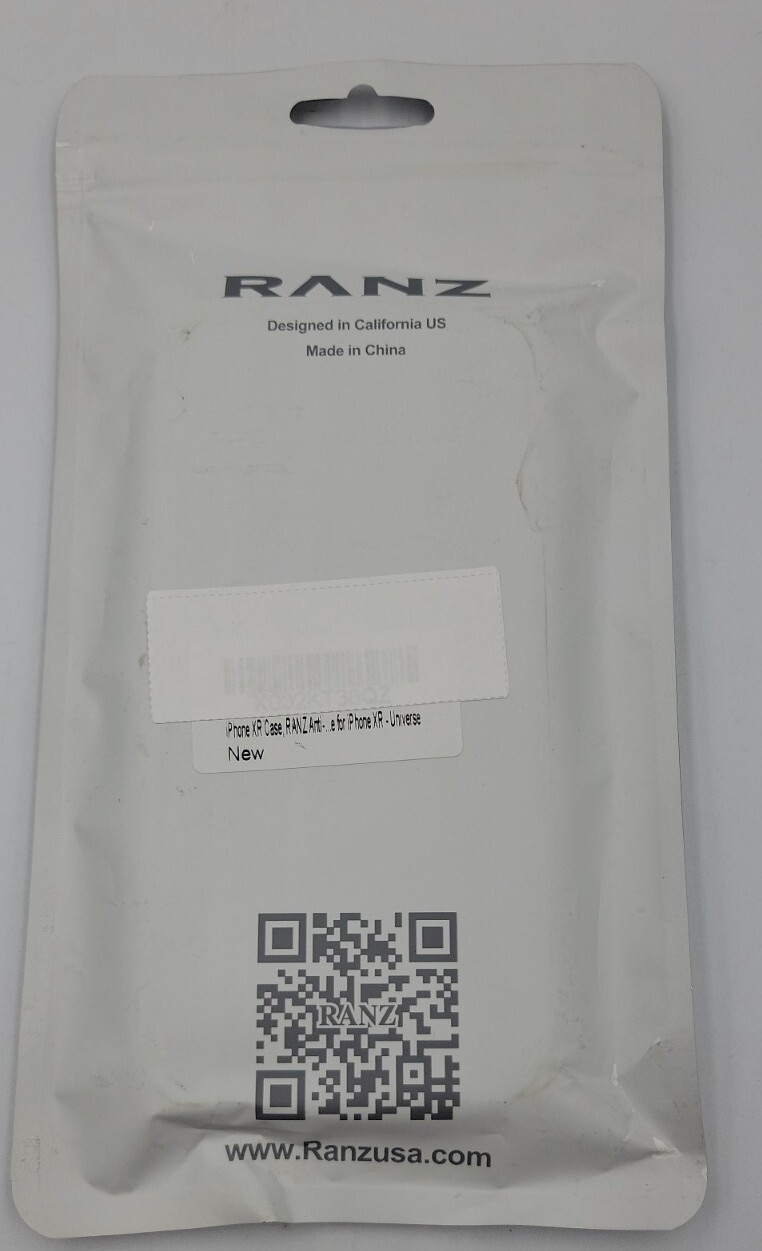 RANZ
Designed in California US
Made in China
iPhone XR Case, RANZ Anti-...e for iPhone XR - Universe
New
RANZ
www.Ranzusa.com